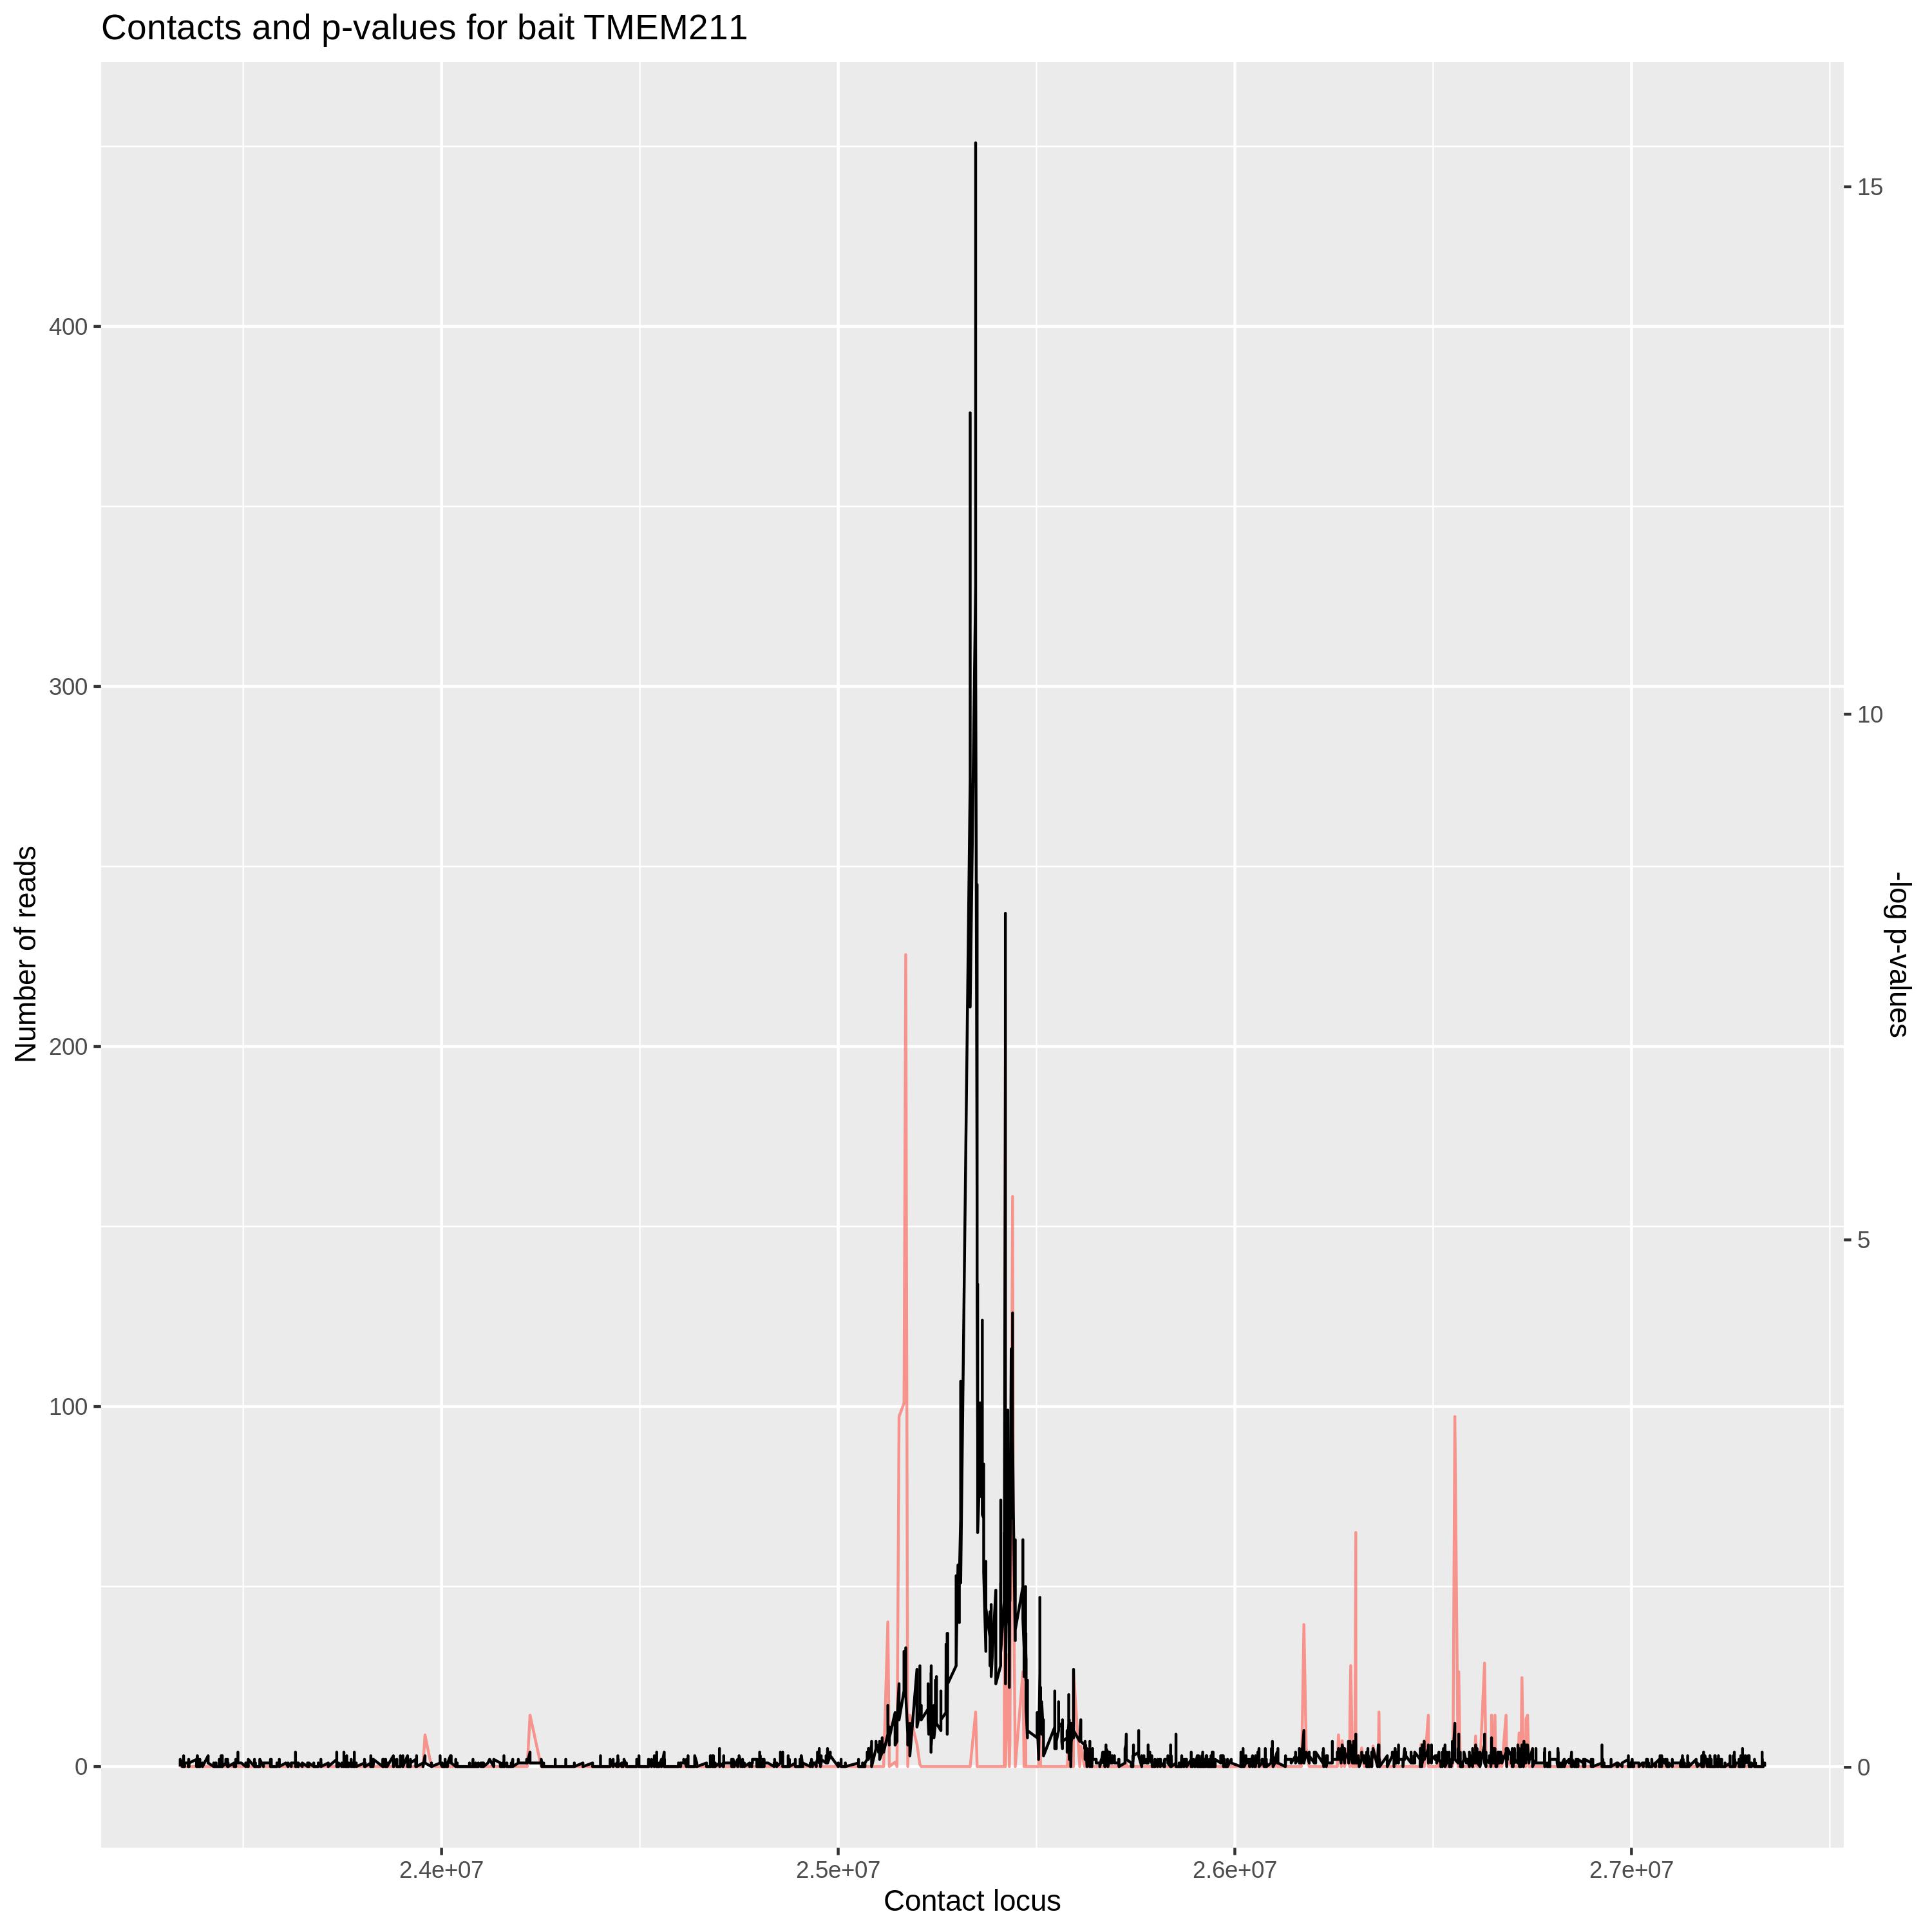 Contacts and p-values for bait TMEM211
Number of reads
400
300
200
100
0
15
10
5
0
-log p-values
2.4e+07
2.5e+07
2.6e+07
2.7e+07
Contact locus